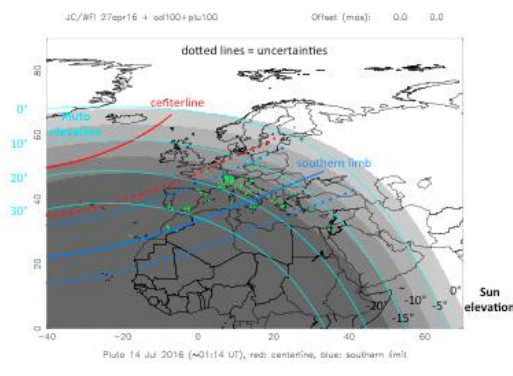 JC/WFI 27apr16 + od100+plu100 Offset (mas): 0.0 0.0
dotted lines = uncertainties
centerline
Pluto
elevation
southern limb
0°
10°
20°
30°
80
60
40
20
0
0°
-5°
-10°
-15°
-20°
Sun
elevation
-40 -20 0 20 40 60
Pluto 14 Jul 2016 (~01:14 UT), red: centerline, blue: southern limit